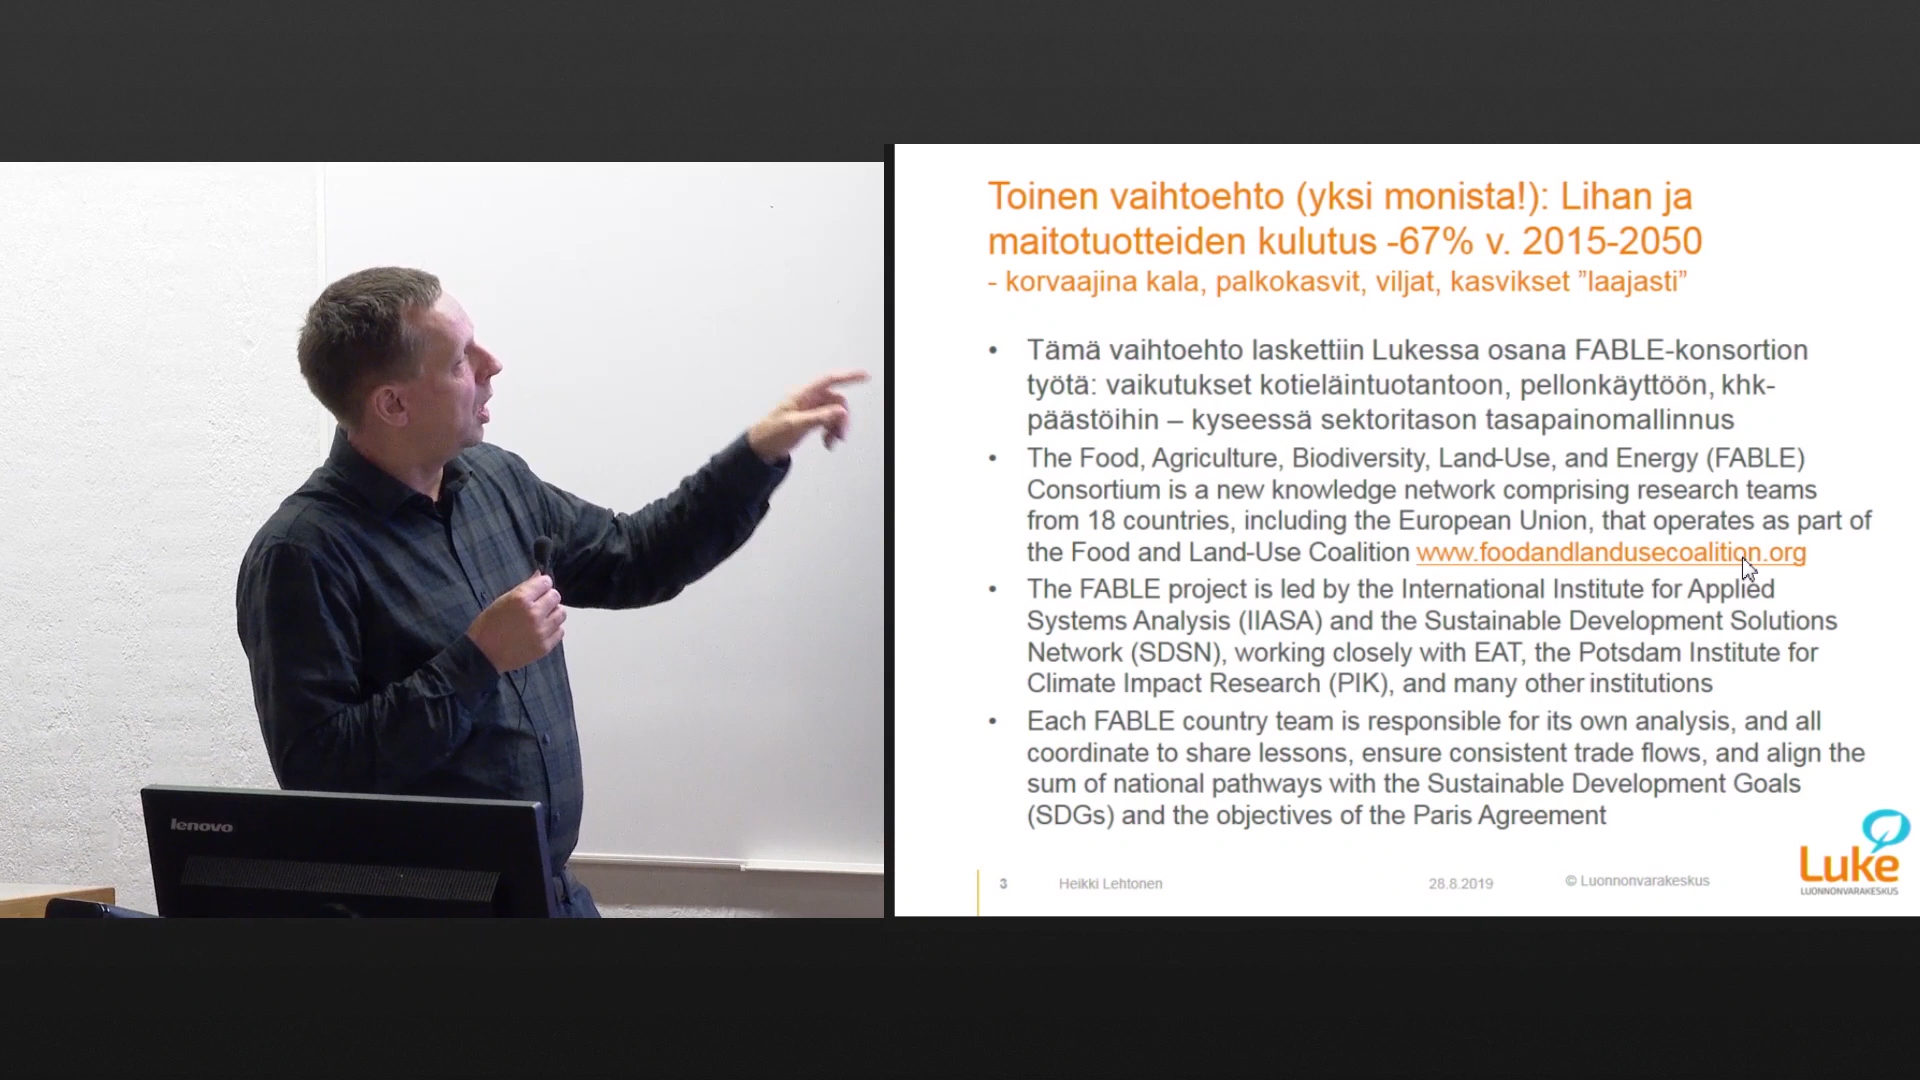 lenovo
Toinen vaihtoehto (yksi monista!): Lihan ja
maitotuotteiden kulutus -67% v. 2015-2050
- korvaajina kala, palkokasvit, viljat, kasvikset ”laajasti”
• Tämä vaihtoehto laskettiin Lukessa osana FABLE-konsortion
työtä: vaikutukset kotieläintuotantoon, pellonkäyttöön, khk-
päästöihin – kyseessä sektoritason tasapainomallinnus
• The Food, Agriculture, Biodiversity, Land-Use, and Energy (FABLE)
Consortium is a new knowledge network comprising research teams
from 18 countries, including the European Union, that operates as part of
the Food and Land-Use Coalition www.foodandlandusecoalition.org
• The FABLE project is led by the International Institute for Applied
Systems Analysis (IIASA) and the Sustainable Development Solutions
Network (SDSN), working closely with EAT, the Potsdam Institute for
Climate Impact Research (PIK), and many other institutions
• Each FABLE country team is responsible for its own analysis, and all
coordinate to share lessons, ensure consistent trade flows, and align the
sum of national pathways with the Sustainable Development Goals
(SDGs) and the objectives of the Paris Agreement
3 Heikki Lehtonen 28.8.2019 © Luonnonvarakeskus
Luke
LUONNONVARAKESKUS